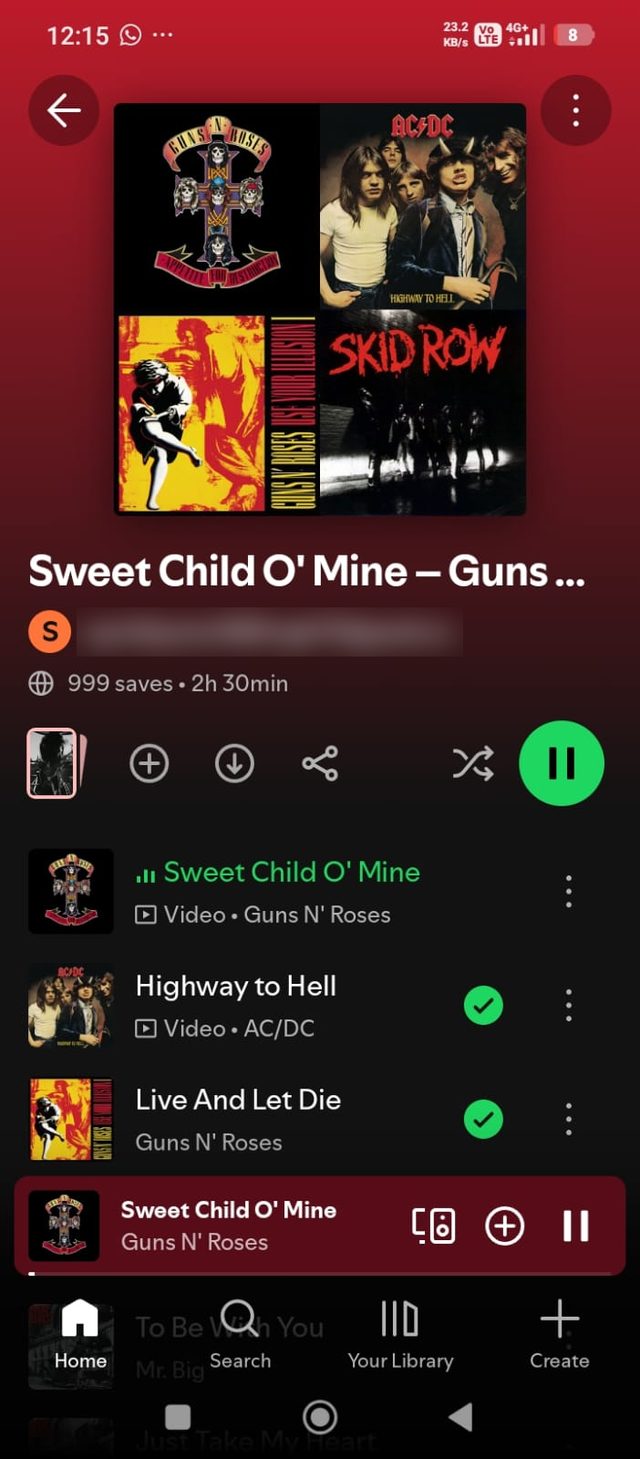 12:15
23.2 KB/s Vo LTE 4G+ 8
GUNS N' ROSES
APPETITE FOR DESTRUCTION
AC/DC
HIGHWAY TO HELL
GUNS N' ROSES USE YOUR ILLUSION I
SKID ROW
Sweet Child O' Mine – Guns ...
S
999 saves • 2h 30min
Sweet Child O' Mine
Video • Guns N' Roses
Highway to Hell
Video • AC/DC
Live And Let Die
Guns N' Roses
Sweet Child O' Mine
Guns N' Roses
To Be With You
Mr. Big
Home
Search
Your Library
Create
Just Take My Heart